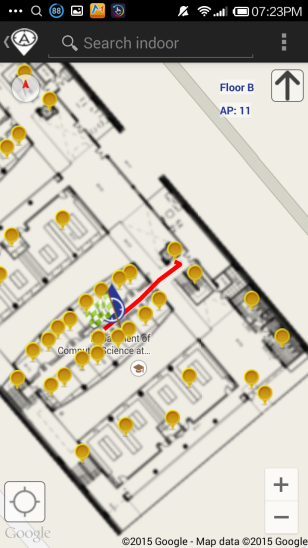 88
07:23PM
A
Search indoor
Floor B
AP: 11
Department of
Computer Science at...
Google
+
−
©2015 Google - Map data ©2015 Google